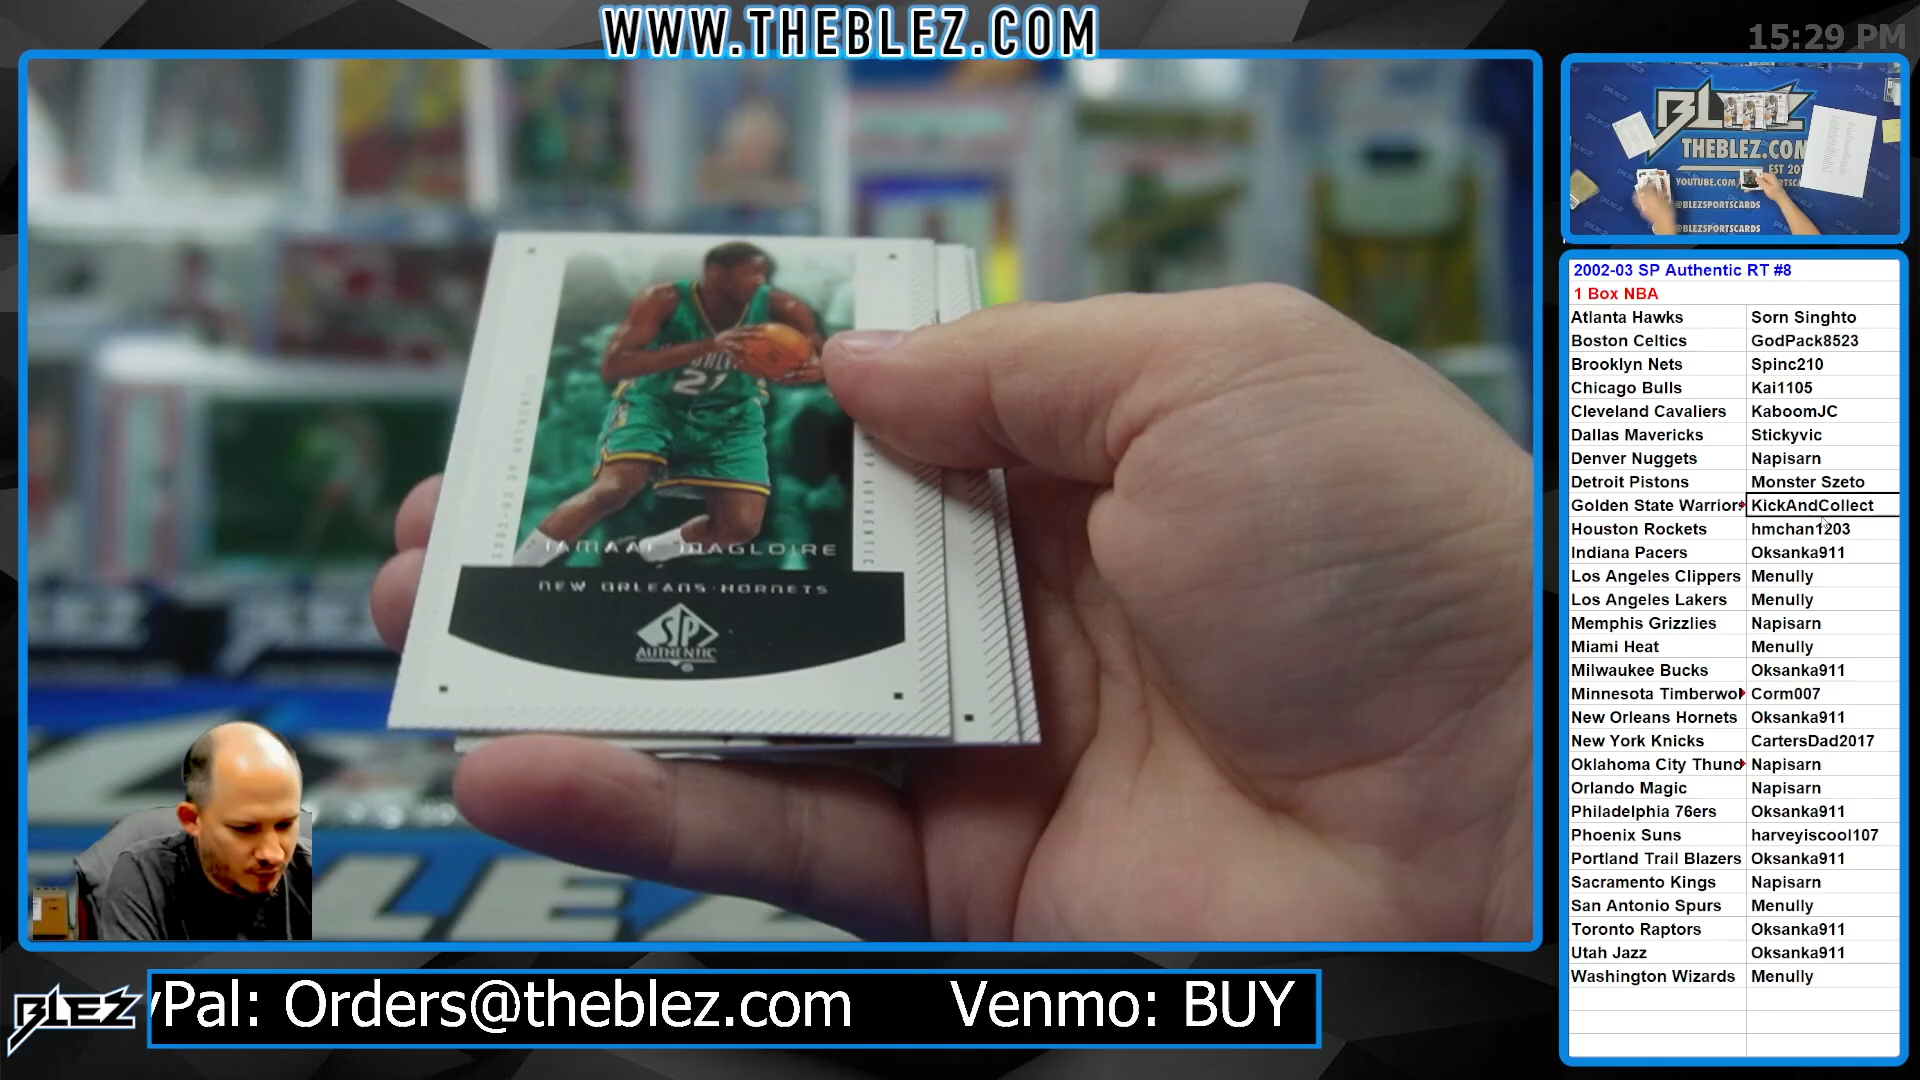 WWW.THEBLEZ.COM
15:29 PM
21
JAMAAL MAGLOIRE
NEW ORLEANS HORNETS
SP
AUTHENTIC
SP AUTHENTIC
BLEZ
THEBLEZ.COM
YOUTUBE.COM/
@BLEZSPORTSCARDS
@BLEZSPORTSCARDS
2002-03 SP Authentic RT #8
1 Box NBA
Atlanta Hawks Sorn Singhto
Boston Celtics GodPack8523
Brooklyn Nets Spinc210
Chicago Bulls Kai1105
Cleveland Cavaliers KaboomJC
Dallas Mavericks Stickyvic
Denver Nuggets Napisarn
Detroit Pistons Monster Szeto
Golden State Warriors KickAndCollect
Houston Rockets hmchan1203
Indiana Pacers Oksanka911
Los Angeles Clippers Menully
Los Angeles Lakers Menully
Memphis Grizzlies Napisarn
Miami Heat Menully
Milwaukee Bucks Oksanka911
Minnesota Timberwol Corm007
New Orleans Hornets Oksanka911
New York Knicks CartersDad2017
Oklahoma City Thund Napisarn
Orlando Magic Napisarn
Philadelphia 76ers Oksanka911
Phoenix Suns harveyiscool107
Portland Trail Blazers Oksanka911
Sacramento Kings Napisarn
San Antonio Spurs Menully
Toronto Raptors Oksanka911
Utah Jazz Oksanka911
Washington Wizards Menully
BLEZ
yPal: Orders@theblez.com Venmo: BUY